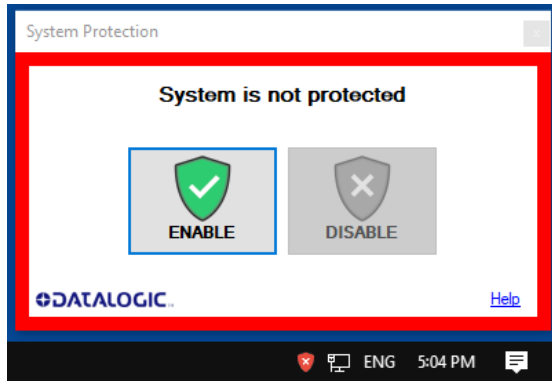 System Protection
x
System is not protected
ENABLE
DISABLE
DATALOGIC
Help
ENG
5:04 PM